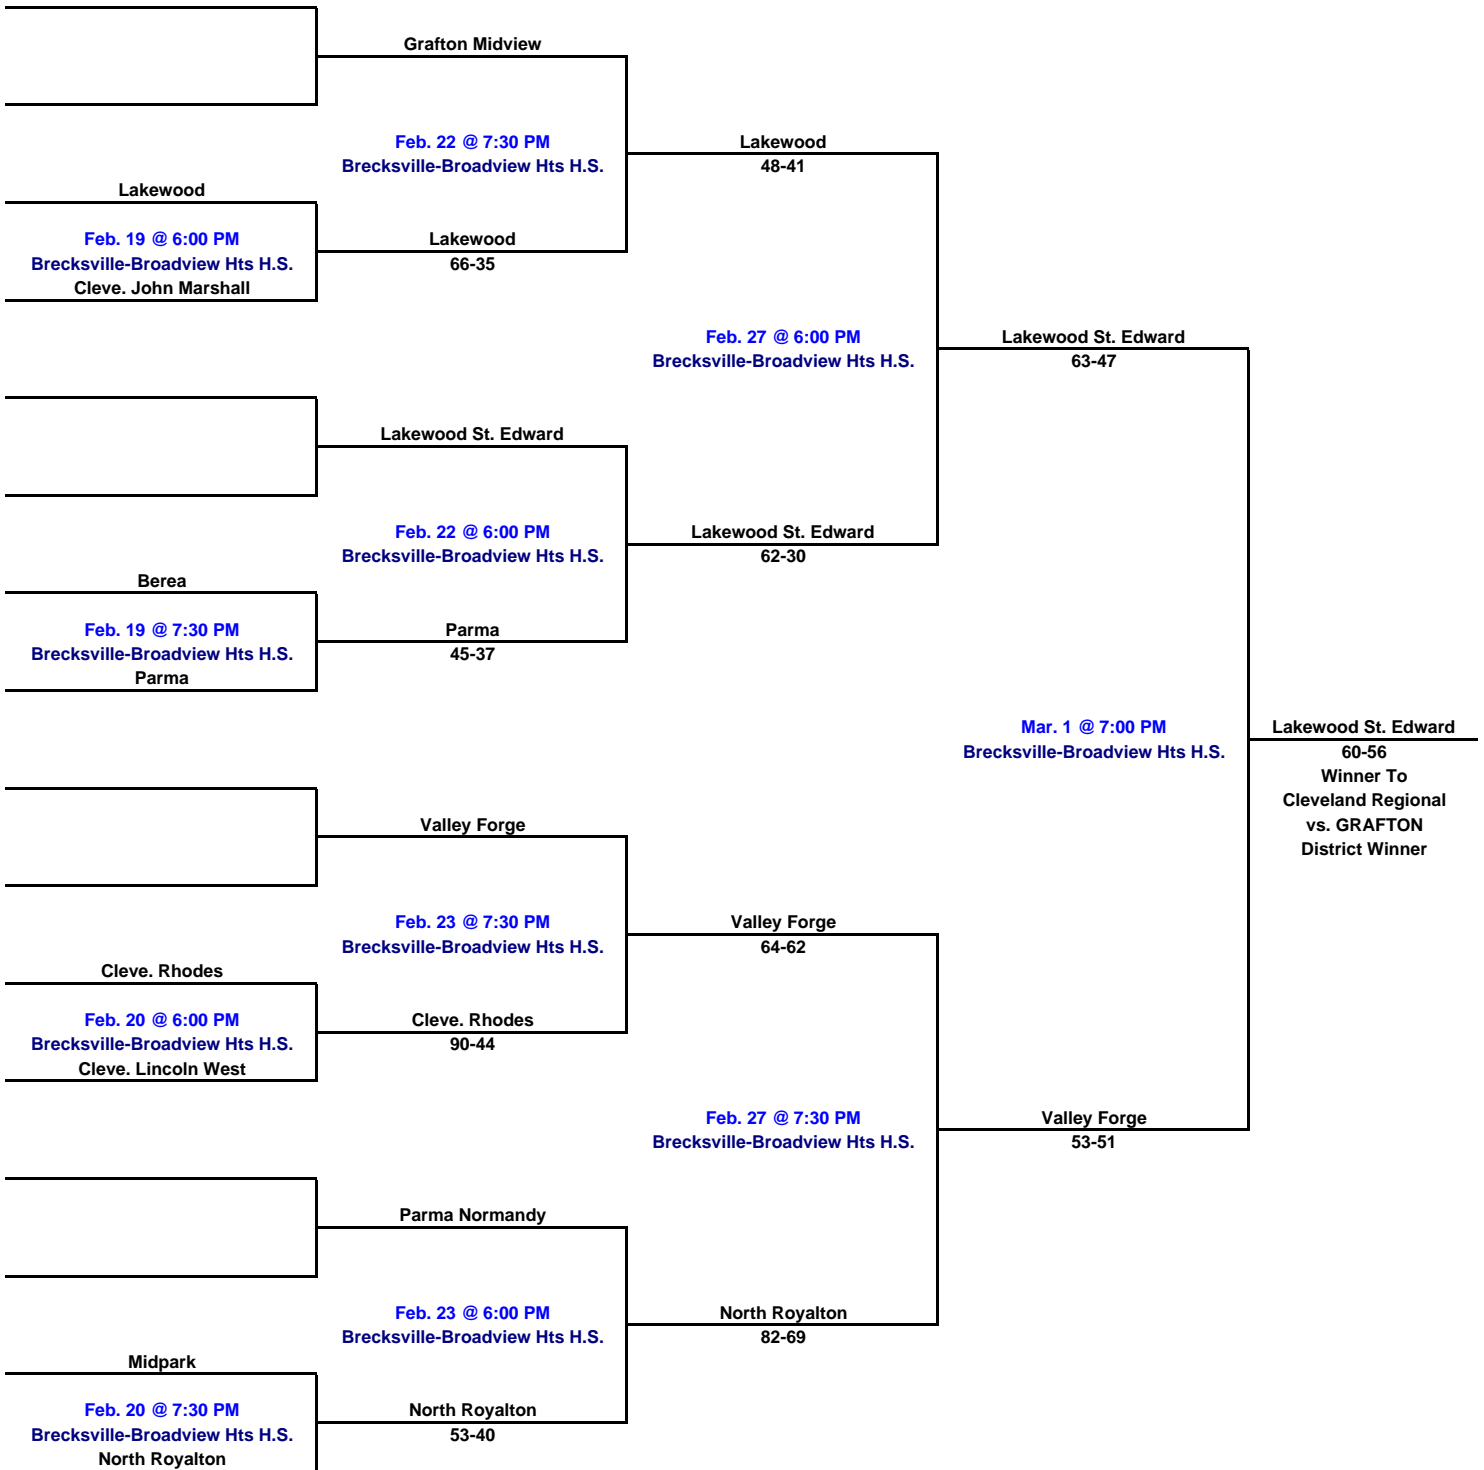 Grafton Midview
Feb. 22 @ 7:30 PM
Brecksville-Broadview Hts H.S.
Lakewood
48-41
Lakewood
Feb. 19 @ 6:00 PM
Brecksville-Broadview Hts H.S.
Cleve. John Marshall
Lakewood
66-35
Feb. 27 @ 6:00 PM
Brecksville-Broadview Hts H.S.
Lakewood St. Edward
63-47
Lakewood St. Edward
Feb. 22 @ 6:00 PM
Brecksville-Broadview Hts H.S.
Lakewood St. Edward
62-30
Berea
Feb. 19 @ 7:30 PM
Brecksville-Broadview Hts H.S.
Parma
Parma
45-37
Mar. 1 @ 7:00 PM
Brecksville-Broadview Hts H.S.
Lakewood St. Edward
60-56
Winner To
Cleveland Regional
vs. GRAFTON
District Winner
Valley Forge
Feb. 23 @ 7:30 PM
Brecksville-Broadview Hts H.S.
Valley Forge
64-62
Cleve. Rhodes
Feb. 20 @ 6:00 PM
Brecksville-Broadview Hts H.S.
Cleve. Lincoln West
Cleve. Rhodes
90-44
Feb. 27 @ 7:30 PM
Brecksville-Broadview Hts H.S.
Valley Forge
53-51
Parma Normandy
Feb. 23 @ 6:00 PM
Brecksville-Broadview Hts H.S.
North Royalton
82-69
Midpark
Feb. 20 @ 7:30 PM
Brecksville-Broadview Hts H.S.
North Royalton
North Royalton
53-40